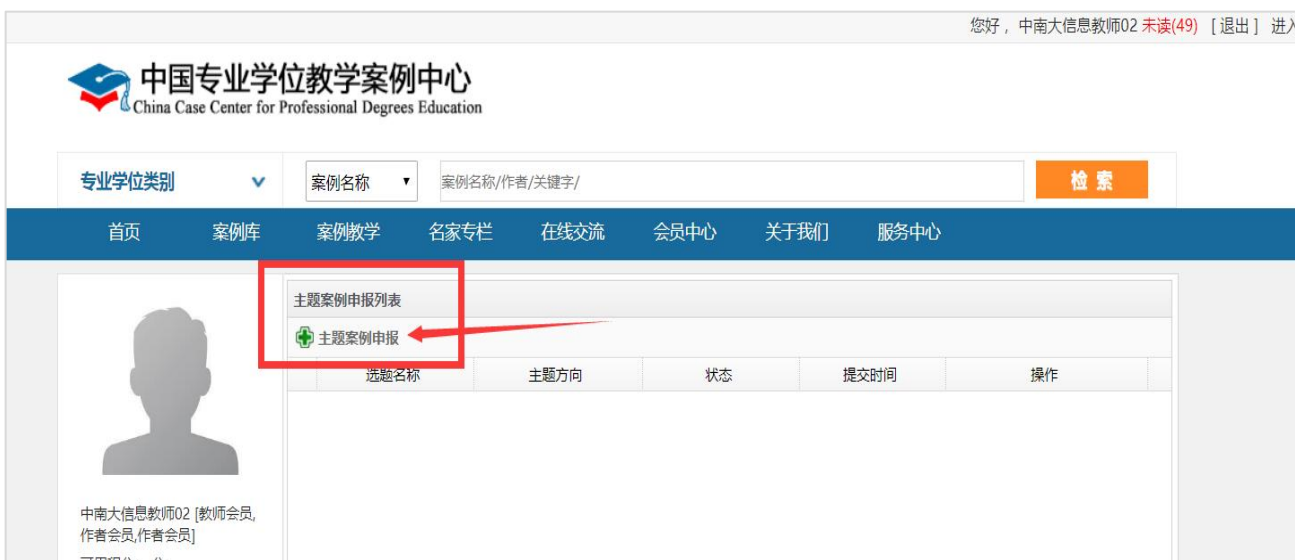 您好，中南大信息教师02 未读(49) [ 退出 ] 进入
中国专业学位教学案例中心
China Case Center for Professional Degrees Education
专业学位类别 案例名称 案例名称/作者/关键字/ 检 索
首页 案例库 案例教学 名家专栏 在线交流 会员中心 关于我们 服务中心
主题案例申报列表
主题案例申报
选题名称 主题方向 状态 提交时间 操作
中南大信息教师02 [教师会员,
作者会员,作者会员]